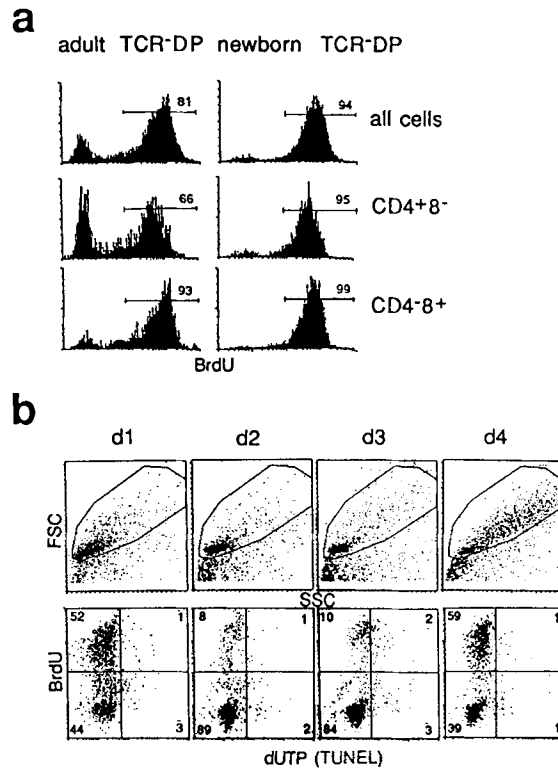 a
adult TCR⁻DP newborn TCR⁻DP
81 94 all cells
66 95 CD4⁺8⁻
93 99 CD4⁻8⁺
BrdU
b
d1 d2 d3 d4
FSC
SSC
52 1 8 1 10 2 59 1
BrdU
44 3 89 2 84 3 39 1
dUTP (TUNEL)